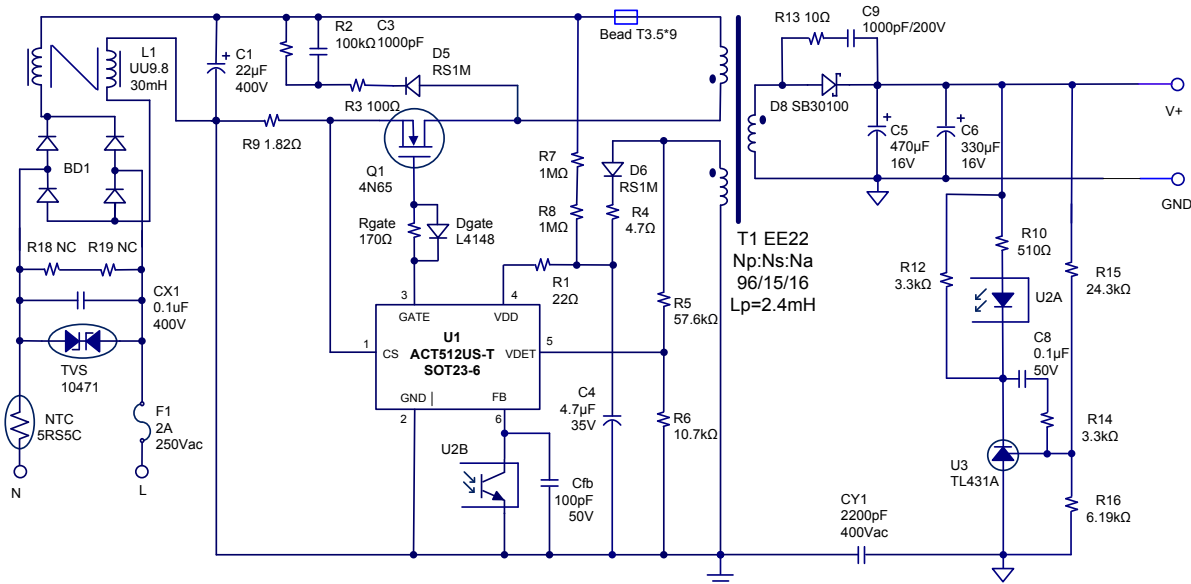 L1
UU9.8
30mH
C1
22µF
400V
R2
100kΩ
C3
1000pF
D5
RS1M
R3 100Ω
R9 1.82Ω
Bead T3.5*9
R13 10Ω
C9
1000pF/200V
D8 SB30100
V+
C5
470µF
16V
C6
330µF
16V
GND
BD1
Q1
4N65
R7
1MΩ
D6
RS1M
R8
1MΩ
R4
4.7Ω
Rgate
170Ω
Dgate
L4148
T1 EE22
Np:Ns:Na
96/15/16
Lp=2.4mH
R10
510Ω
R12
3.3kΩ
U2A
R15
24.3kΩ
R18 NC
R19 NC
CX1
0.1uF
400V
R1
22Ω
R5
57.6kΩ
3
4
GATE
VDD
U1
ACT512US-T
SOT23-6
1
CS
VDET
5
GND
FB
2
6
C8
0.1µF
50V
TVS
10471
NTC
5RS5C
F1
2A
250Vac
N
L
C4
4.7µF
35V
R6
10.7kΩ
R14
3.3kΩ
U2B
Cfb
100pF
50V
U3
TL431A
CY1
2200pF
400Vac
R16
6.19kΩ